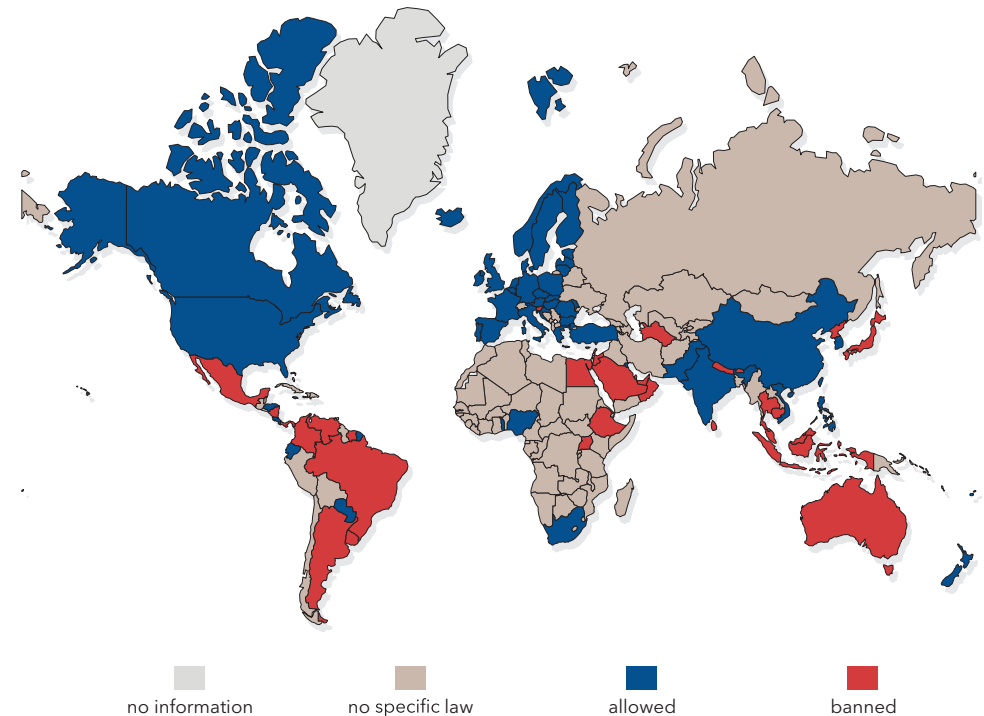 no information
no specific law
allowed
banned